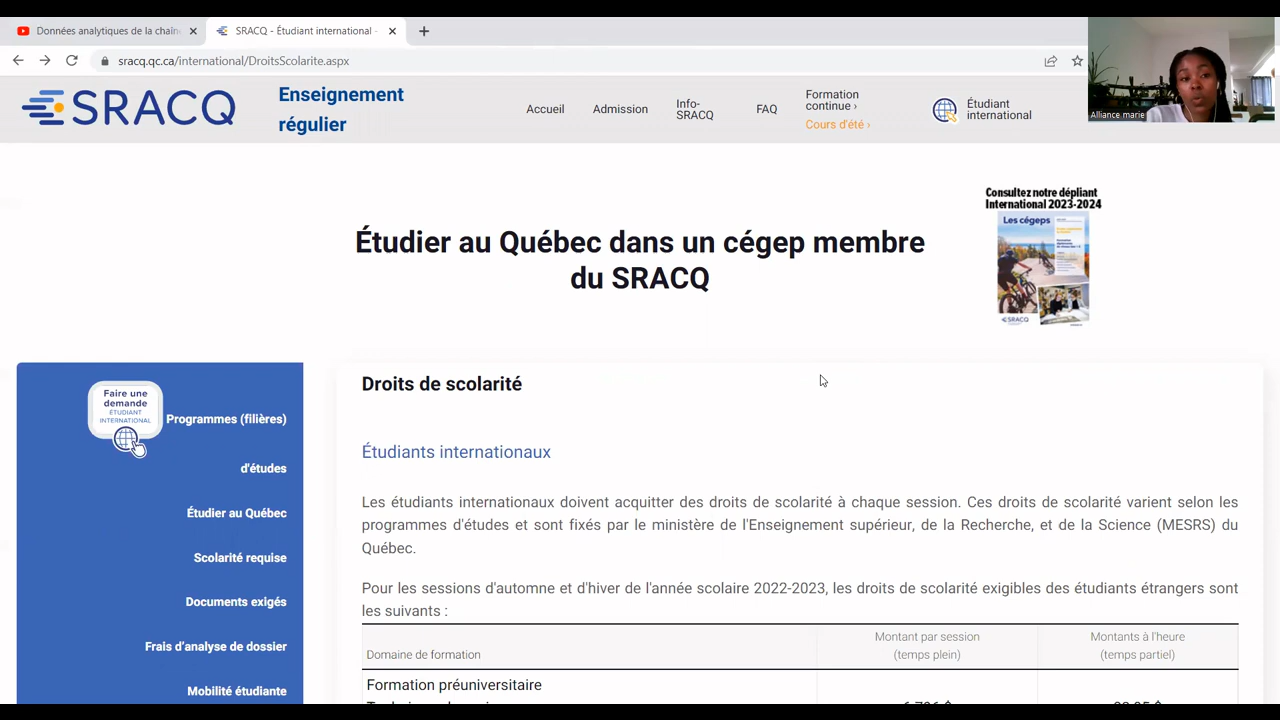 Données analytiques de la chaîn
SRACQ - Étudiant international -
sracq.qc.ca/international/DroitsScolarite.aspx
SRACQ
Enseignement
régulier
Accueil
Admission
Info-
SRACQ
FAQ
Formation
continue ›
Cours d'été ›
Étudiant
international
Alliance marie
Étudier au Québec dans un cégep membre
du SRACQ
Consultez notre dépliant
International 2023-2024
Les cégeps
SRACQ
Faire une
demande
ÉTUDIANT
INTERNATIONAL
Programmes (filières)
d'études
Étudier au Québec
Scolarité requise
Documents exigés
Frais d'analyse de dossier
Mobilité étudiante
Droits de scolarité
Étudiants internationaux
Les étudiants internationaux doivent acquitter des droits de scolarité à chaque session. Ces droits de scolarité varient selon les
programmes d'études et sont fixés par le ministère de l'Enseignement supérieur, de la Recherche, et de la Science (MESRS) du
Québec.
Pour les sessions d'automne et d'hiver de l'année scolaire 2022-2023, les droits de scolarité exigibles des étudiants étrangers sont
les suivants :
Domaine de formation
Montant par session
(temps plein)
Montants à l'heure
(temps partiel)
Formation préuniversitaire